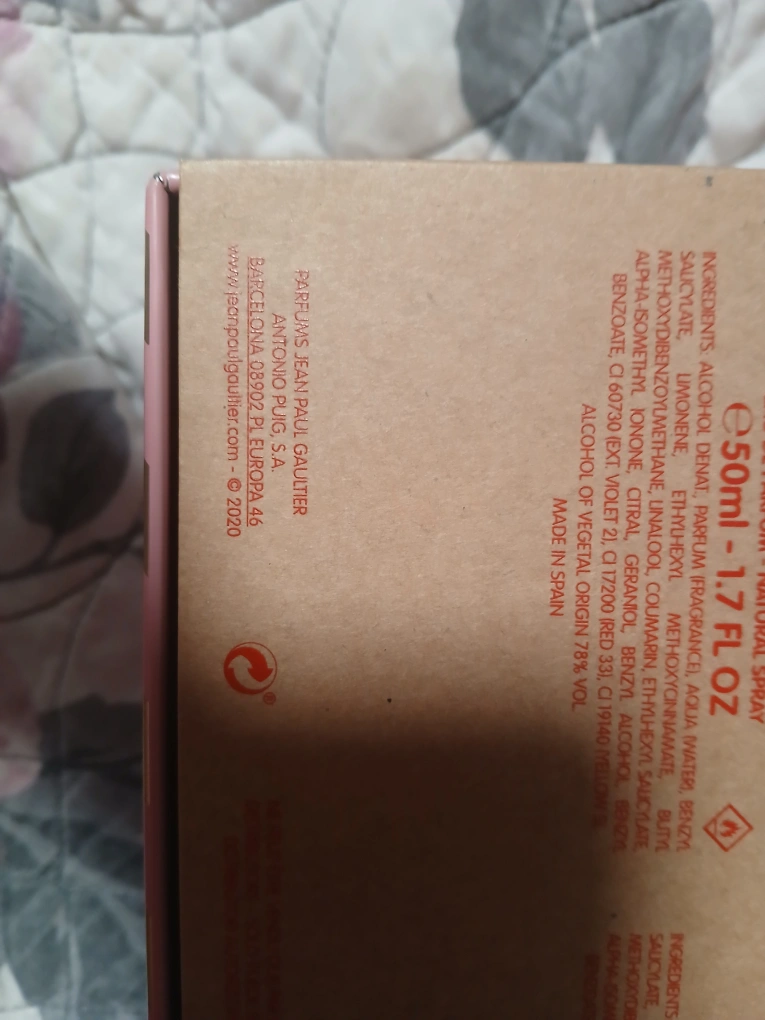 NATURAL SPRAY
e50ml - 1.7 FL OZ
INGREDIENTS: ALCOHOL DENAT., PARFUM (FRAGRANCE), AQUA (WATER), BENZYL
SALICYLATE, LIMONENE, ETHYLHEXYL METHOXYCINNAMATE, BUTYL
METHOXYDIBENZOYLMETHANE, LINALOOL, COUMARIN, ETHYLHEXYL SALICYLATE,
ALPHA-ISOMETHYL IONONE, CITRAL, GERANIOL, BENZYL ALCOHOL, BENZYL
BENZOATE, CI 60730 (EXT. VIOLET 2), CI 17200 (RED 33), CI 19140 (YELLOW
ALCOHOL OF VEGETAL ORIGIN 78% VOL.
MADE IN SPAIN
PARFUMS JEAN PAUL GAULTIER
ANTONIO PUIG, S.A.
BARCELONA 08902 PL EUROPA 46
www.jeanpaulgaultier.com - © 2020
®
INGREDIENTS:
SALICYLATE,